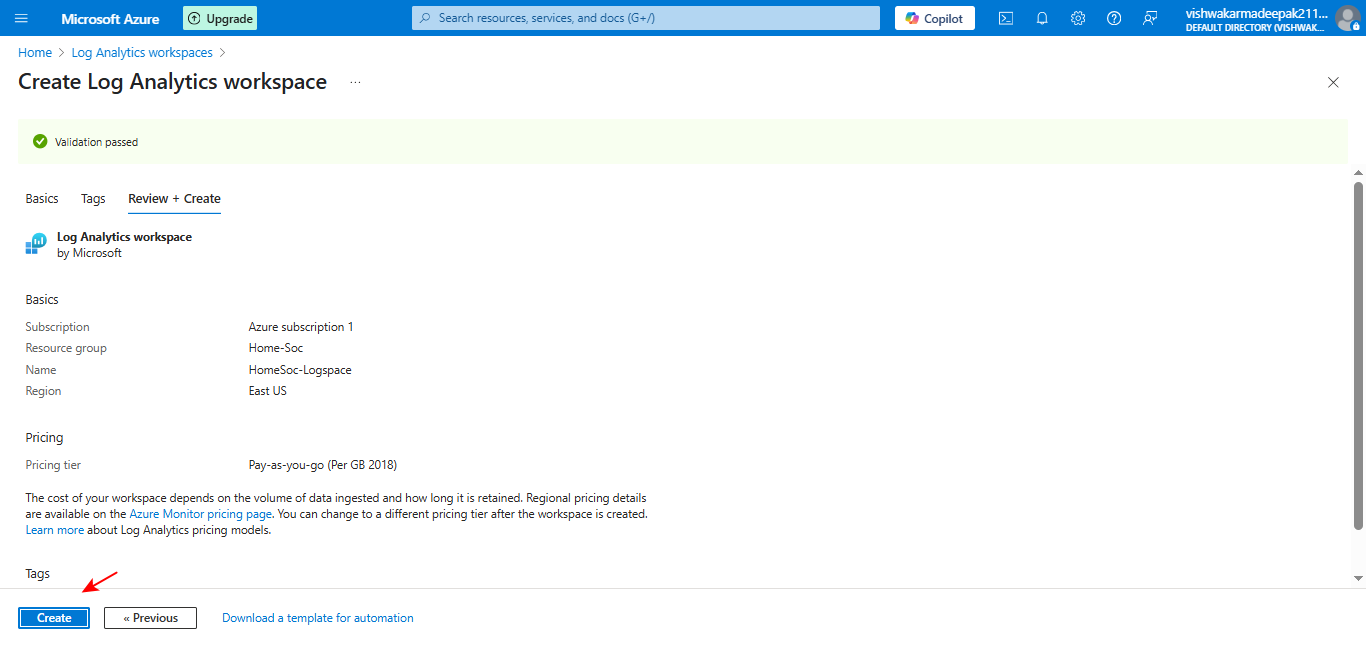 Microsoft Azure
Upgrade
Search resources, services, and docs (G+/)
Copilot
vishwakarmadeepak211...
DEFAULT DIRECTORY (VISHWAK...
Home > Log Analytics workspaces >
Create Log Analytics workspace ...
Validation passed
Basics Tags Review + Create
Log Analytics workspace
by Microsoft
Basics
Subscription Azure subscription 1
Resource group Home-Soc
Name HomeSoc-Logspace
Region East US
Pricing
Pricing tier Pay-as-you-go (Per GB 2018)
The cost of your workspace depends on the volume of data ingested and how long it is retained. Regional pricing details
are available on the Azure Monitor pricing page. You can change to a different pricing tier after the workspace is created.
Learn more about Log Analytics pricing models.
Tags
Create
« Previous
Download a template for automation